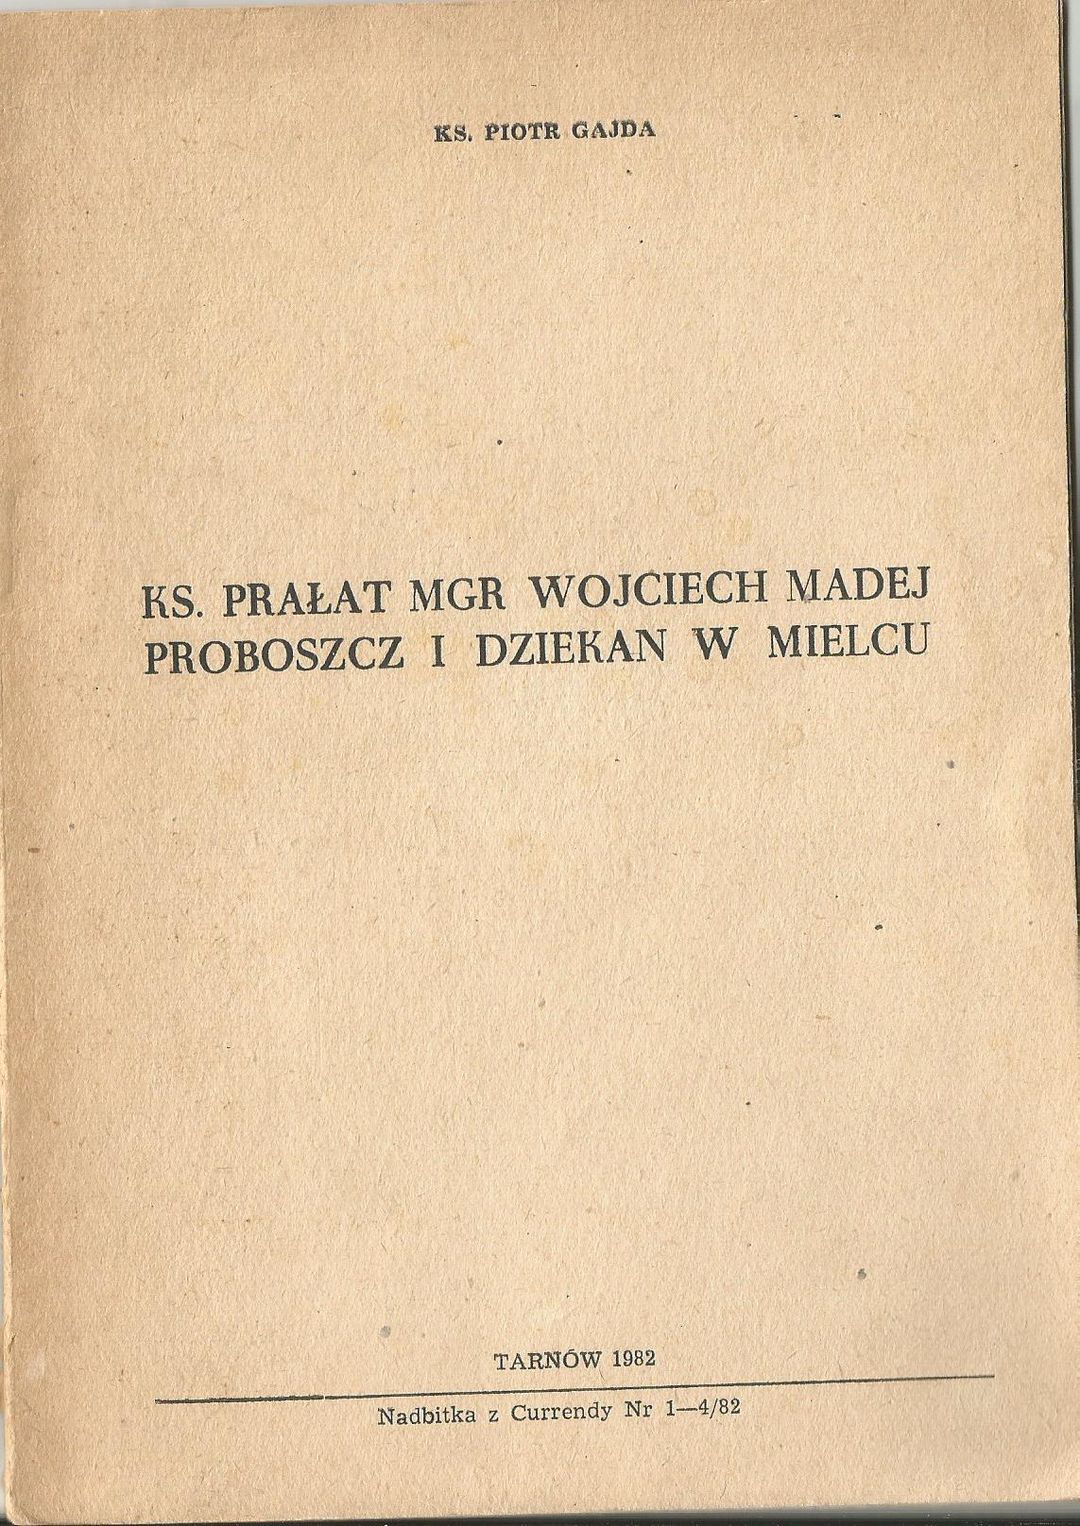 KS. PIOTR GAJDA
KS. PRAŁAT MGR WOJCIECH MADEJ
PROBOSZCZ I DZIEKAN W MIELCU
TARNÓW 1982
Nadbitka z Currendy Nr 1—4/82